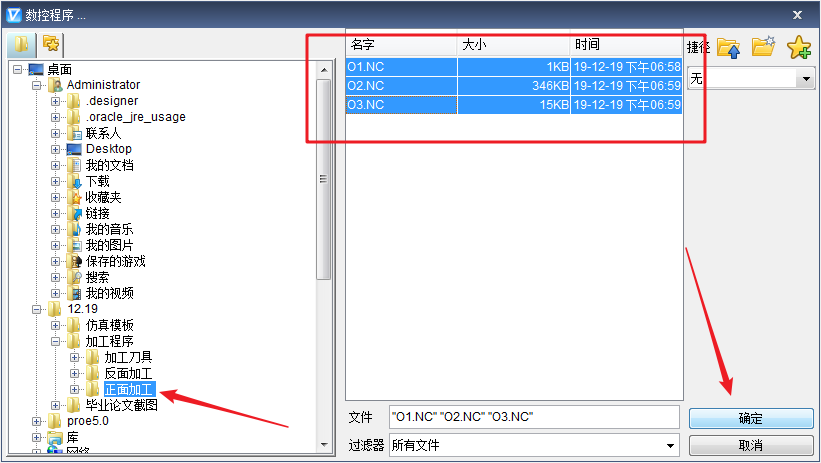 数控程序 ...
名字 大小 时间
捷径
O1.NC 1KB 19-12-19 下午06:58
O2.NC 346KB 19-12-19 下午06:59
O3.NC 15KB 19-12-19 下午06:59
无
桌面
Administrator
.designer
.oracle_jre_usage
联系人
Desktop
我的文档
下载
收藏夹
链接
我的音乐
我的图片
保存的游戏
搜索
我的视频
12.19
仿真模板
加工程序
加工刀具
反面加工
正面加工
毕业论文截图
proe5.0
库
网络
文件 "O1.NC" "O2.NC" "O3.NC"
确定
过滤器 所有文件
取消